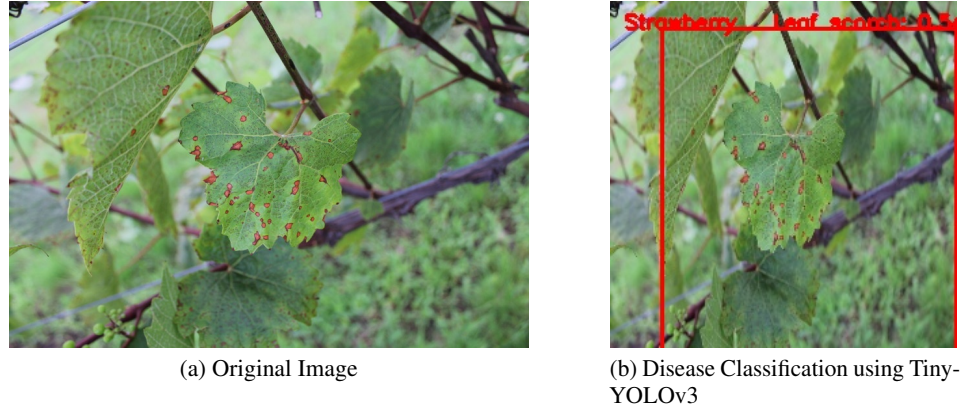 Strawberry Leaf scorch: 0.5
(a) Original Image
(b) Disease Classification using Tiny-
YOLOv3